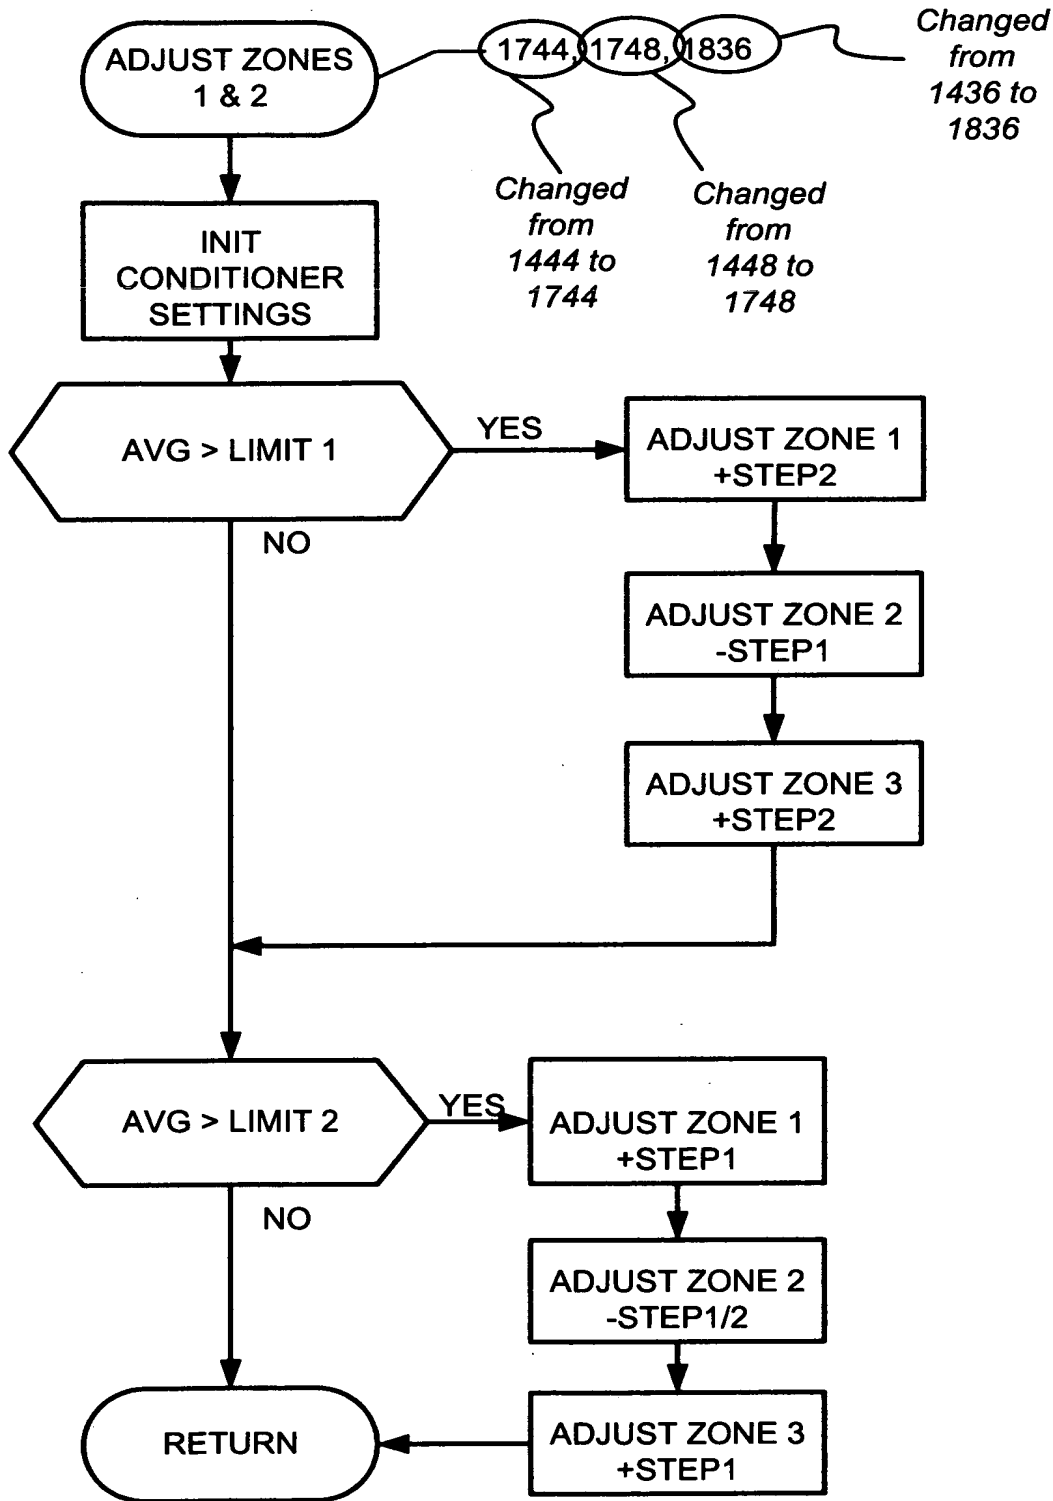 ADJUST ZONES
1 & 2
1744, 1748, 1836
Changed
from
1436 to
1836
Changed
from
1444 to
1744
Changed
from
1448 to
1748
INIT
CONDITIONER
SETTINGS
AVG > LIMIT 1
YES
NO
ADJUST ZONE 1
+STEP2
ADJUST ZONE 2
-STEP1
ADJUST ZONE 3
+STEP2
AVG > LIMIT 2
YES
NO
ADJUST ZONE 1
+STEP1
ADJUST ZONE 2
-STEP1/2
ADJUST ZONE 3
+STEP1
RETURN